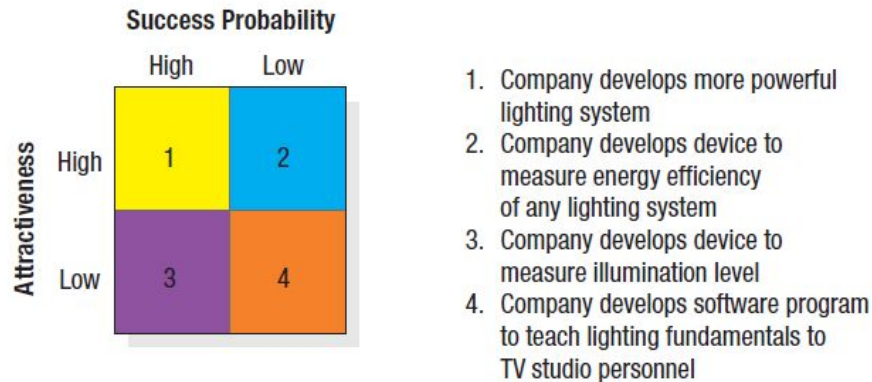 Success Probability
High Low
Attractiveness
High 1 2
Low 3 4
1. Company develops more powerful
lighting system
2. Company develops device to
measure energy efficiency
of any lighting system
3. Company develops device to
measure illumination level
4. Company develops software program
to teach lighting fundamentals to
TV studio personnel